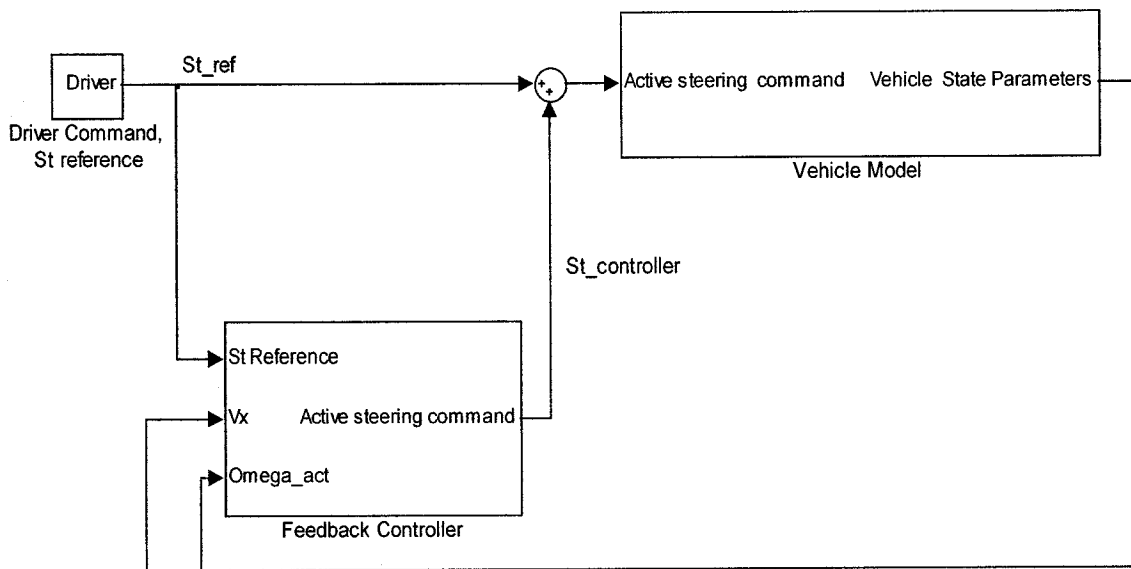 St_ref
Driver
Driver Command,
St reference
+
+
Active steering command
Vehicle State Parameters
Vehicle Model
St_controller
St Reference
Vx
Active steering command
Omega_act
Feedback Controller